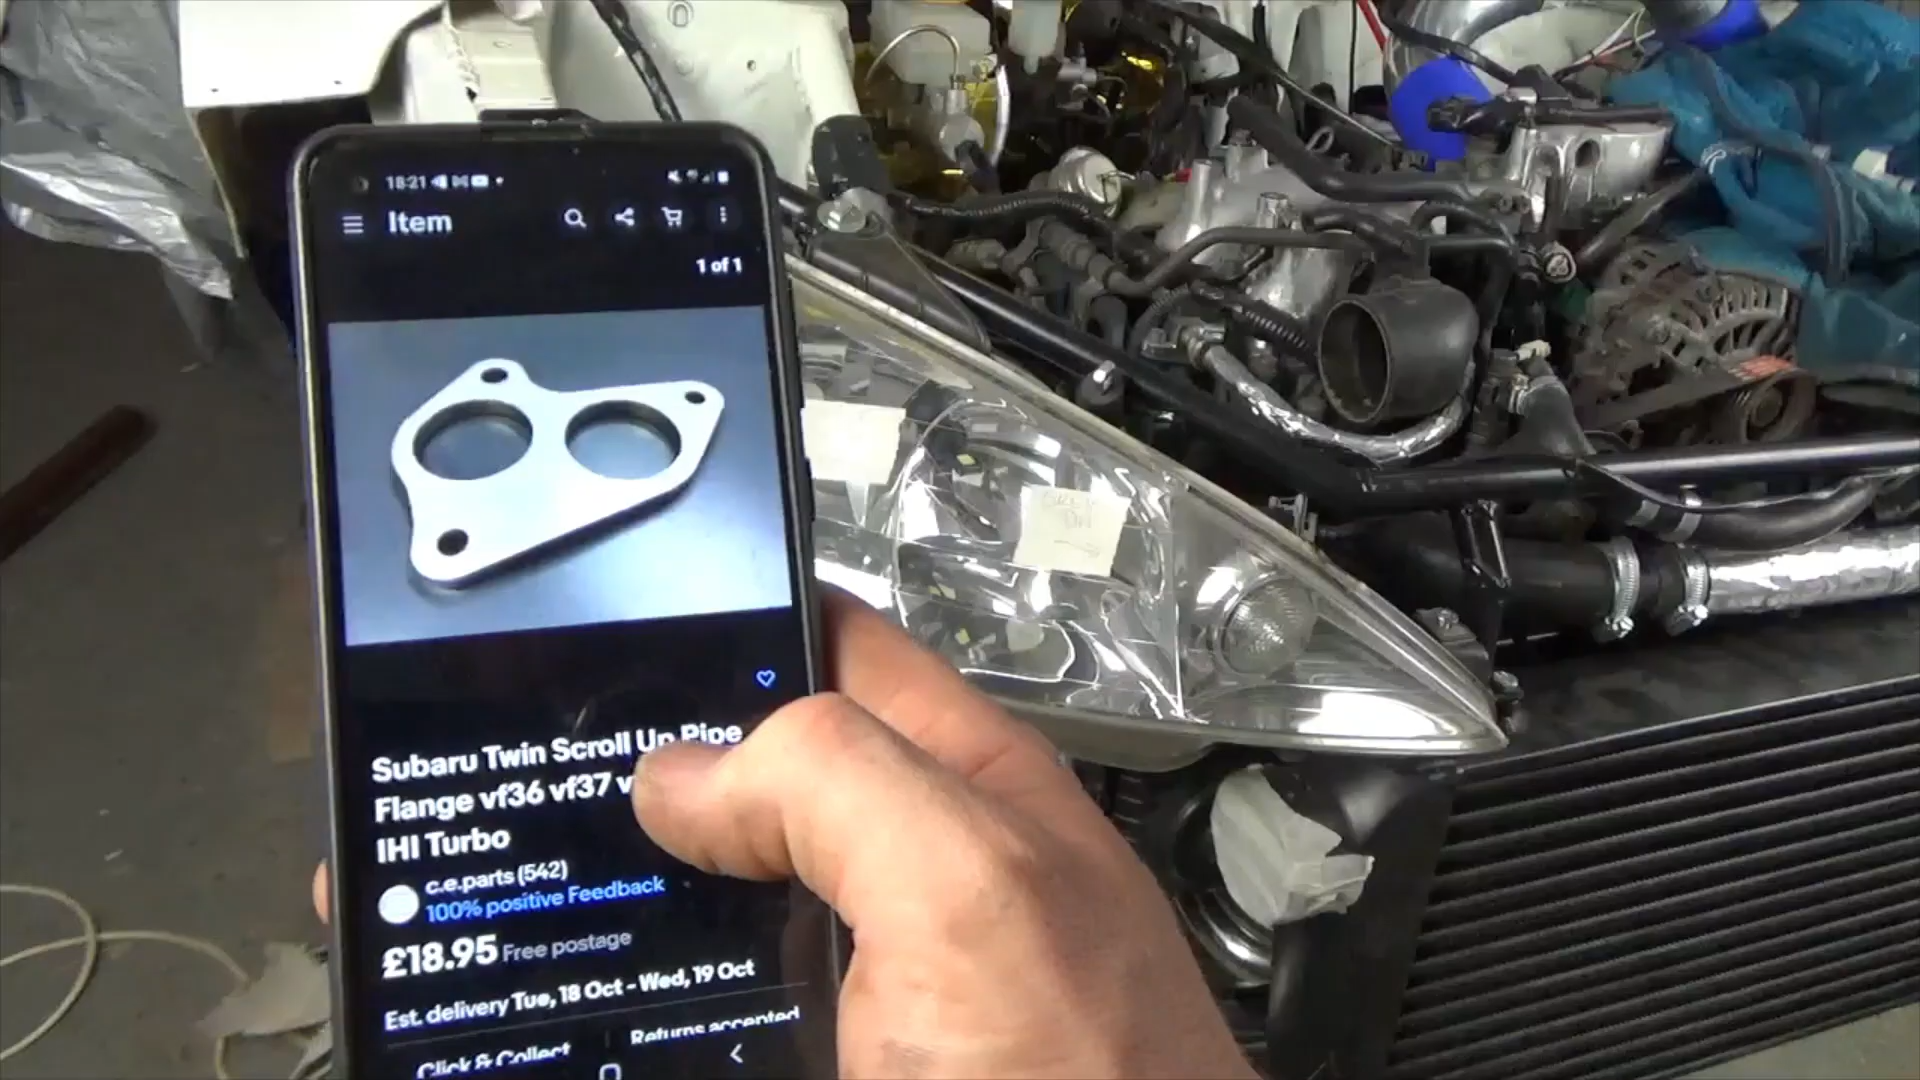 18:21
Item
1 of 1
Subaru Twin Scroll Up Pipe
Flange vf36 vf37
IHI Turbo
c.e.parts (542)
100% positive Feedback
£18.95 Free postage
Est. delivery Tue, 18 Oct - Wed, 19 Oct
Click & Collect
Returns accepted